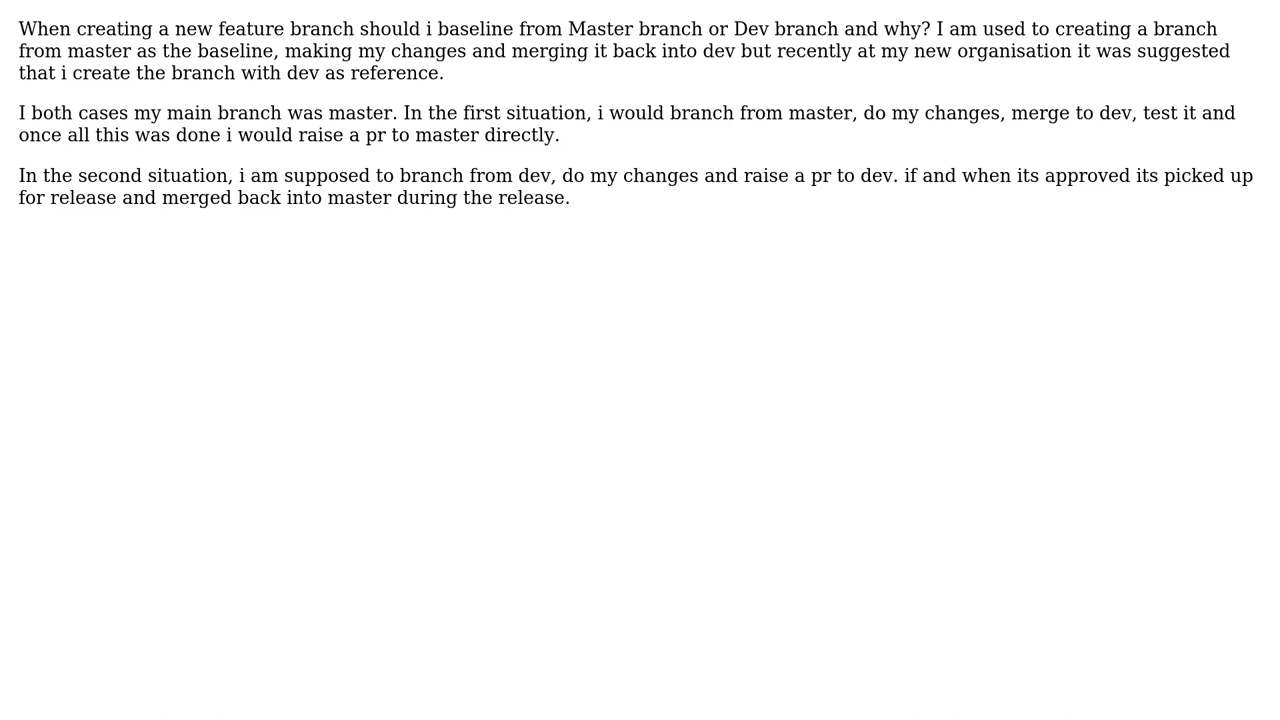 When creating a new feature branch should i baseline from Master branch or Dev branch and why? I am used to creating a branch
from master as the baseline, making my changes and merging it back into dev but recently at my new organisation it was suggested
that i create the branch with dev as reference.
I both cases my main branch was master. In the first situation, i would branch from master, do my changes, merge to dev, test it and
once all this was done i would raise a pr to master directly.
In the second situation, i am supposed to branch from dev, do my changes and raise a pr to dev. if and when its approved its picked up
for release and merged back into master during the release.